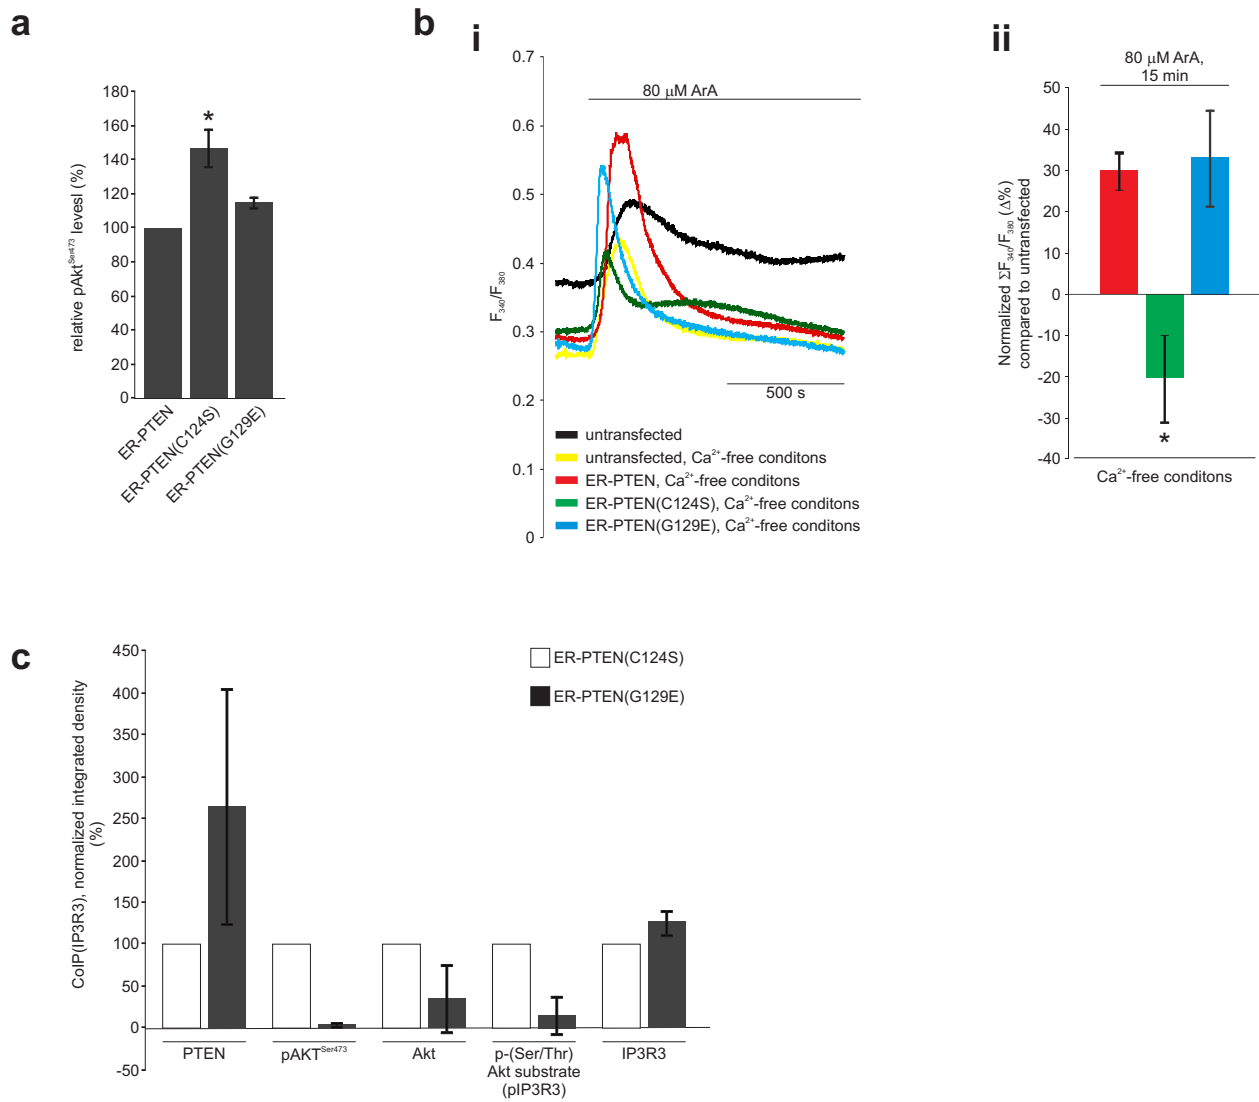 a
relative pAkt^Ser473 levesl (%)
180
160
140
120
100
80
60
40
20
0
*
ER-PTEN
ER-PTEN(C124S)
ER-PTEN(G129E)
b
i
F340/F380
0.7
0.6
0.5
0.4
0.3
0.2
0.1
0
80 µM ArA
500 s
untransfected
untransfected, Ca2+-free conditons
ER-PTEN, Ca2+-free conditons
ER-PTEN(C124S), Ca2+-free conditons
ER-PTEN(G129E), Ca2+-free conditons
ii
80 µM ArA,
15 min
Normalized ΣF340/F380 (Δ%)
compared to untransfected
50
40
30
20
10
0
-10
-20
-30
-40
*
Ca2+-free conditons
c
CoIP(IP3R3), normalized integrated density
(%)
450
400
350
300
250
200
150
100
50
0
-50
ER-PTEN(C124S)
ER-PTEN(G129E)
PTEN
pAKT^Ser473
Akt
p-(Ser/Thr)
Akt substrate
(pIP3R3)
IP3R3